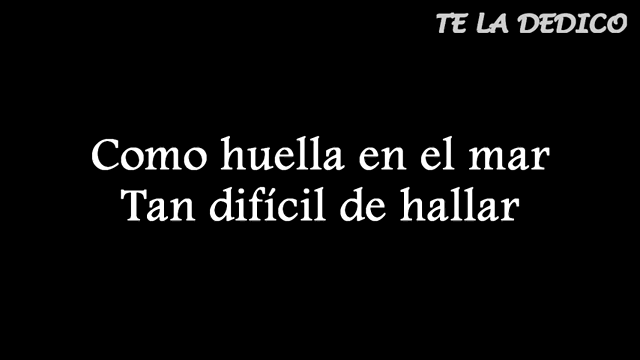 TE LA DEDICO
Como huella en el mar
Tan difícil de hallar